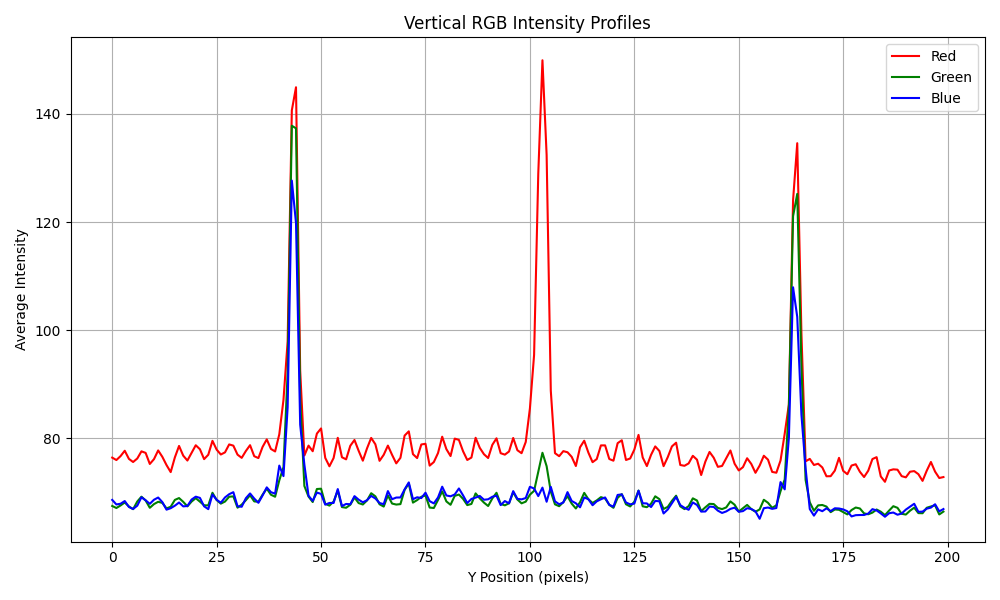 Vertical RGB Intensity Profiles
Red
Green
Blue
Average Intensity
140
120
100
80
0 25 50 75 100 125 150 175 200
Y Position (pixels)